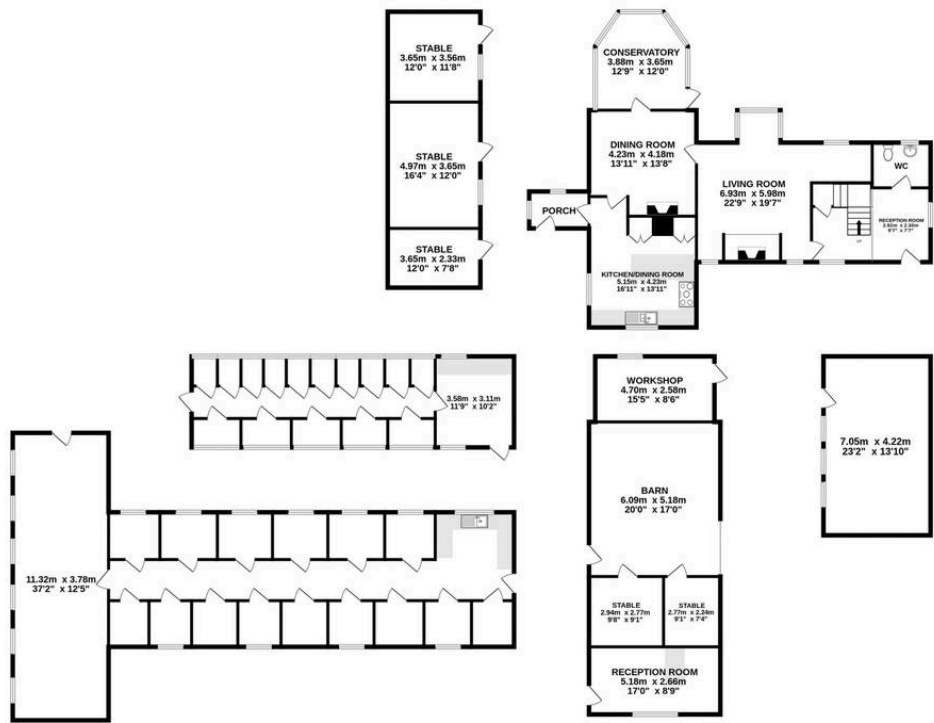 STABLE
3.65m x 3.56m
12'0" x 11'8"
STABLE
4.97m x 3.65m
16'4" x 12'0"
STABLE
3.65m x 2.33m
12'0" x 7'8"
CONSERVATORY
3.88m x 3.65m
12'9" x 12'0"
DINING ROOM
4.23m x 4.18m
13'11" x 13'8"
LIVING ROOM
6.93m x 5.98m
22'9" x 19'7"
WC
PORCH
RECEPTION ROOM
KITCHEN/DINING ROOM
5.15m x 4.23m
16'11" x 13'11"
3.58m x 3.11m
11'9" x 10'2"
11.32m x 3.78m
37'2" x 12'5"
WORKSHOP
4.70m x 2.58m
15'5" x 8'6"
BARN
6.09m x 5.18m
20'0" x 17'0"
STABLE
2.94m x 2.77m
9'8" x 9'1"
STABLE
2.77m x 2.24m
9'1" x 7'4"
RECEPTION ROOM
5.18m x 2.66m
17'0" x 8'9"
7.05m x 4.22m
23'2" x 13'10"